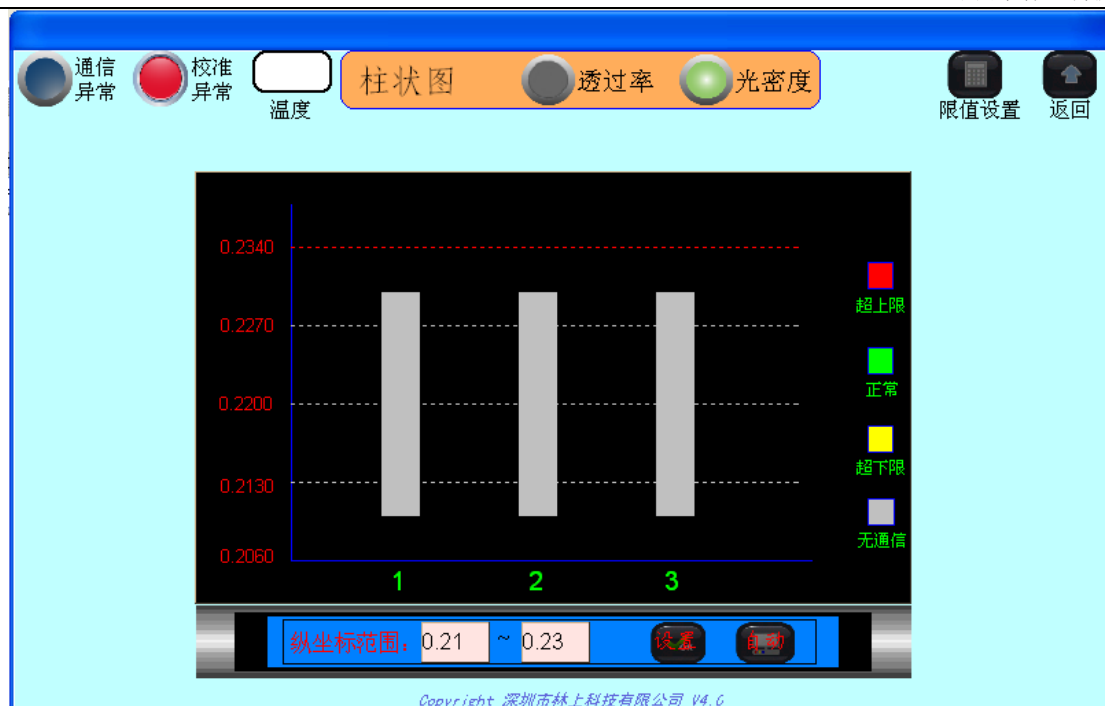 通信
异常
校准
异常
温度
柱状图
透过率
光密度
限值设置
返回
0.2340
0.2270
0.2200
0.2130
0.2060
1 2 3
超上限
正常
超下限
无通信
纵坐标范围: 0.21 ~ 0.23 设置 自动
Copyright 深圳市林上科技有限公司 V4.